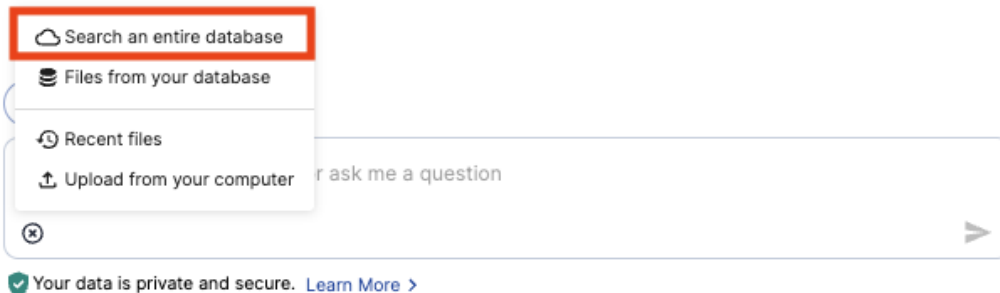 Search an entire database
Files from your database
Recent files
Upload from your computer
ask me a question
Your data is private and secure. Learn More >